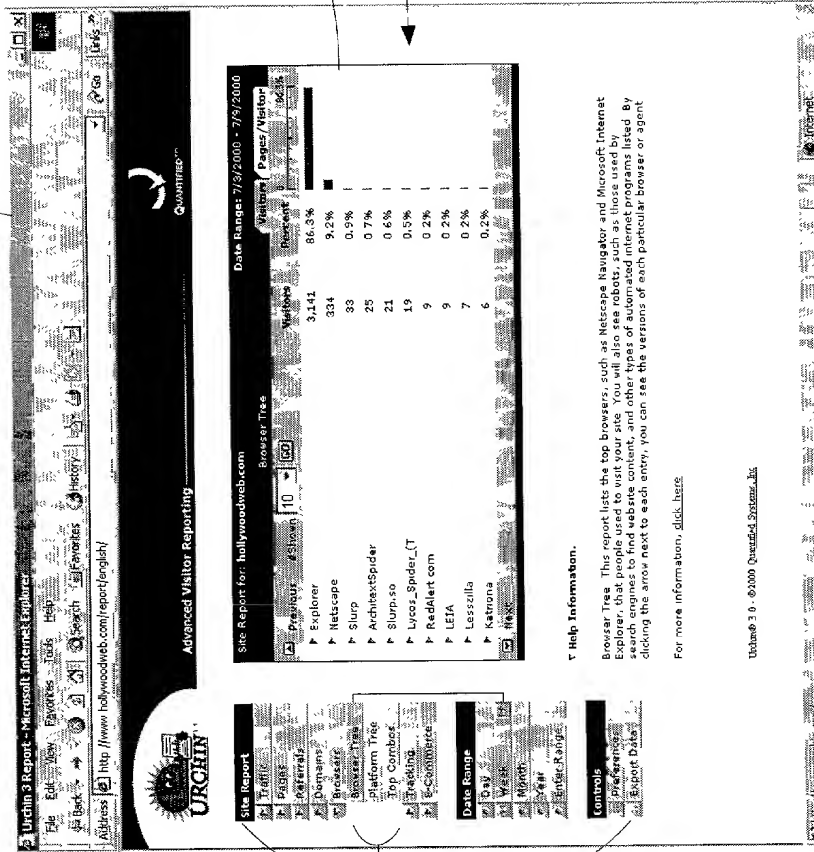 Urchin 3 Report - Microsoft Internet Explorer
File Edit View Favorites Tools Help
Back Search Favorites History
Address http //www hollywoodweb.com/report/english/ Go Links »
URCHIN
Advanced Visitor Reporting
QUANTIFIED
Site Report
Traffic
Pages
Referrals
Domains
Browsers
Browser Tree
Platform Tree
Top Combos
Tracking
E-Commerce
Date Range
Day
Week
Month
Year
Enter Range
Controls
Preferences
Export Data
Site Report for: hollywoodweb.com Date Range: 7/3/2000 - 7/9/2000
Browser Tree Visitors Pages/Visitor
Previous #Shown 10 GO Visitors Percent
Explorer 3,141 86.3%
Netscape 334 9.2%
Slurp 33 0.9%
ArchitextSpider 25 0 7%
Slurp.so 21 0 6%
Lycos_Spider_(T 19 0.5%
RedAlert com 9 0 2%
LEIA 9 0 2%
Lesszilla 7 0 2%
Katriona 6 0.2%
Next
Help Information.
Browser Tree This report lists the top browsers, such as Netscape Navigator and Microsoft Internet
Explorer, that people used to visit your site You will also see robots, such as those used by
search engines to find website content, and other types of automated internet programs listed By
clicking the arrow next to each entry, you can see the versions of each particular browser or agent
For more information, click here
Urchin® 3 0 - ©2000 Quantified Systems, Inc
Internet